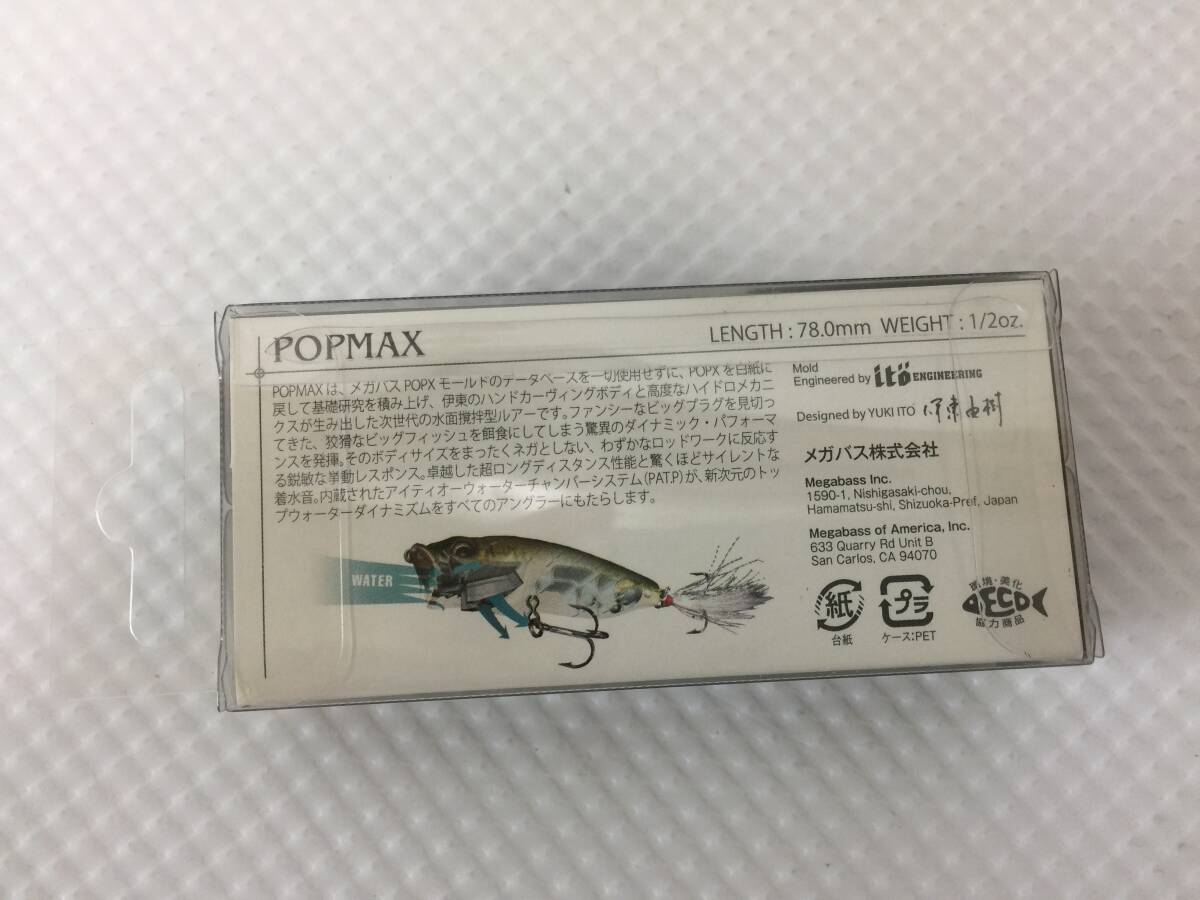 POPMAX
LENGTH : 78.0mm WEIGHT : 1/2oz.
POPMAXは、メガバスPOPXモールドのデータベースを一切使用せずに、POPXを白紙に
戻して基礎研究を積み上げ、伊東のハンドカーヴィングボディと高度なハイドロメカニ
クスが生み出した次世代の水面撹拌型ルアーです。ファンシーなビッグプラグを見切っ
てきた、狡猾なビッグフィッシュを餌食にしてしまう驚異のダイナミック・パフォーマ
ンスを発揮。そのボディサイズをまったくネガとしない、わずかなロッドワークに反応す
る鋭敏な挙動レスポンス。卓越した超ロングディスタンス性能と驚くほどサイレントな
着水音。内蔵されたアイティオーウォーターチャンバーシステム(PAT.P)が、新次元のトッ
プウォーターダイナミズムをすべてのアングラーにもたらします。
WATER
Mold
Engineered by itö ENGINEERING
Designed by YUKI ITO 伊東由樹
メガバス株式会社
Megabass Inc.
1590-1, Nishigasaki-chou,
Hamamatsu-shi, Shizuoka-Pref, Japan
Megabass of America, Inc.
633 Quarry Rd Unit B
San Carlos, CA 94070
紙
台紙
プラ
ケース:PET
環境・美化
ECO
協力商品